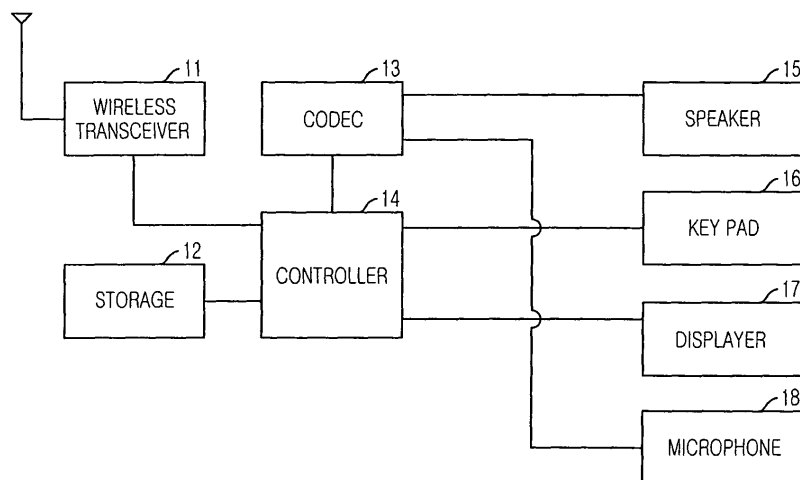 11
WIRELESS
TRANSCEIVER
13
CODEC
15
SPEAKER
14
CONTROLLER
16
KEY PAD
12
STORAGE
17
DISPLAYER
18
MICROPHONE